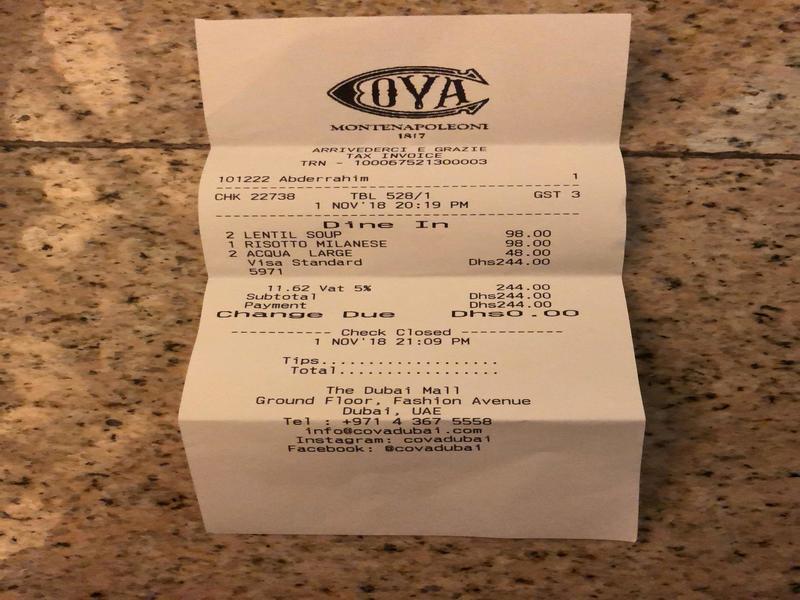 COVA
MONTENAPOLEONE
1817
ARRIVEDERCI E GRAZIE
TAX INVOICE
TRN - 100067521300003
101222 Abderrahim 1
CHK 22738 TBL 528/1 GST 3
1 NOV'18 20:19 PM
Dine In
2 LENTIL SOUP 98.00
1 RISOTTO MILANESE 98.00
2 ACQUA LARGE 48.00
Visa Standard Dhs244.00
5971
11.62 Vat 5% 244.00
Subtotal Dhs244.00
Payment Dhs244.00
Change Due Dhs0.00
----------- Check Closed -----------
1 NOV'18 21:09 PM
Tips...................
Total.................
The Dubai Mall
Ground Floor, Fashion Avenue
Dubai, UAE
Tel : +971 4 367 5558
info@covadubai.com
Instagram: covadubai
Facebook: @covadubai